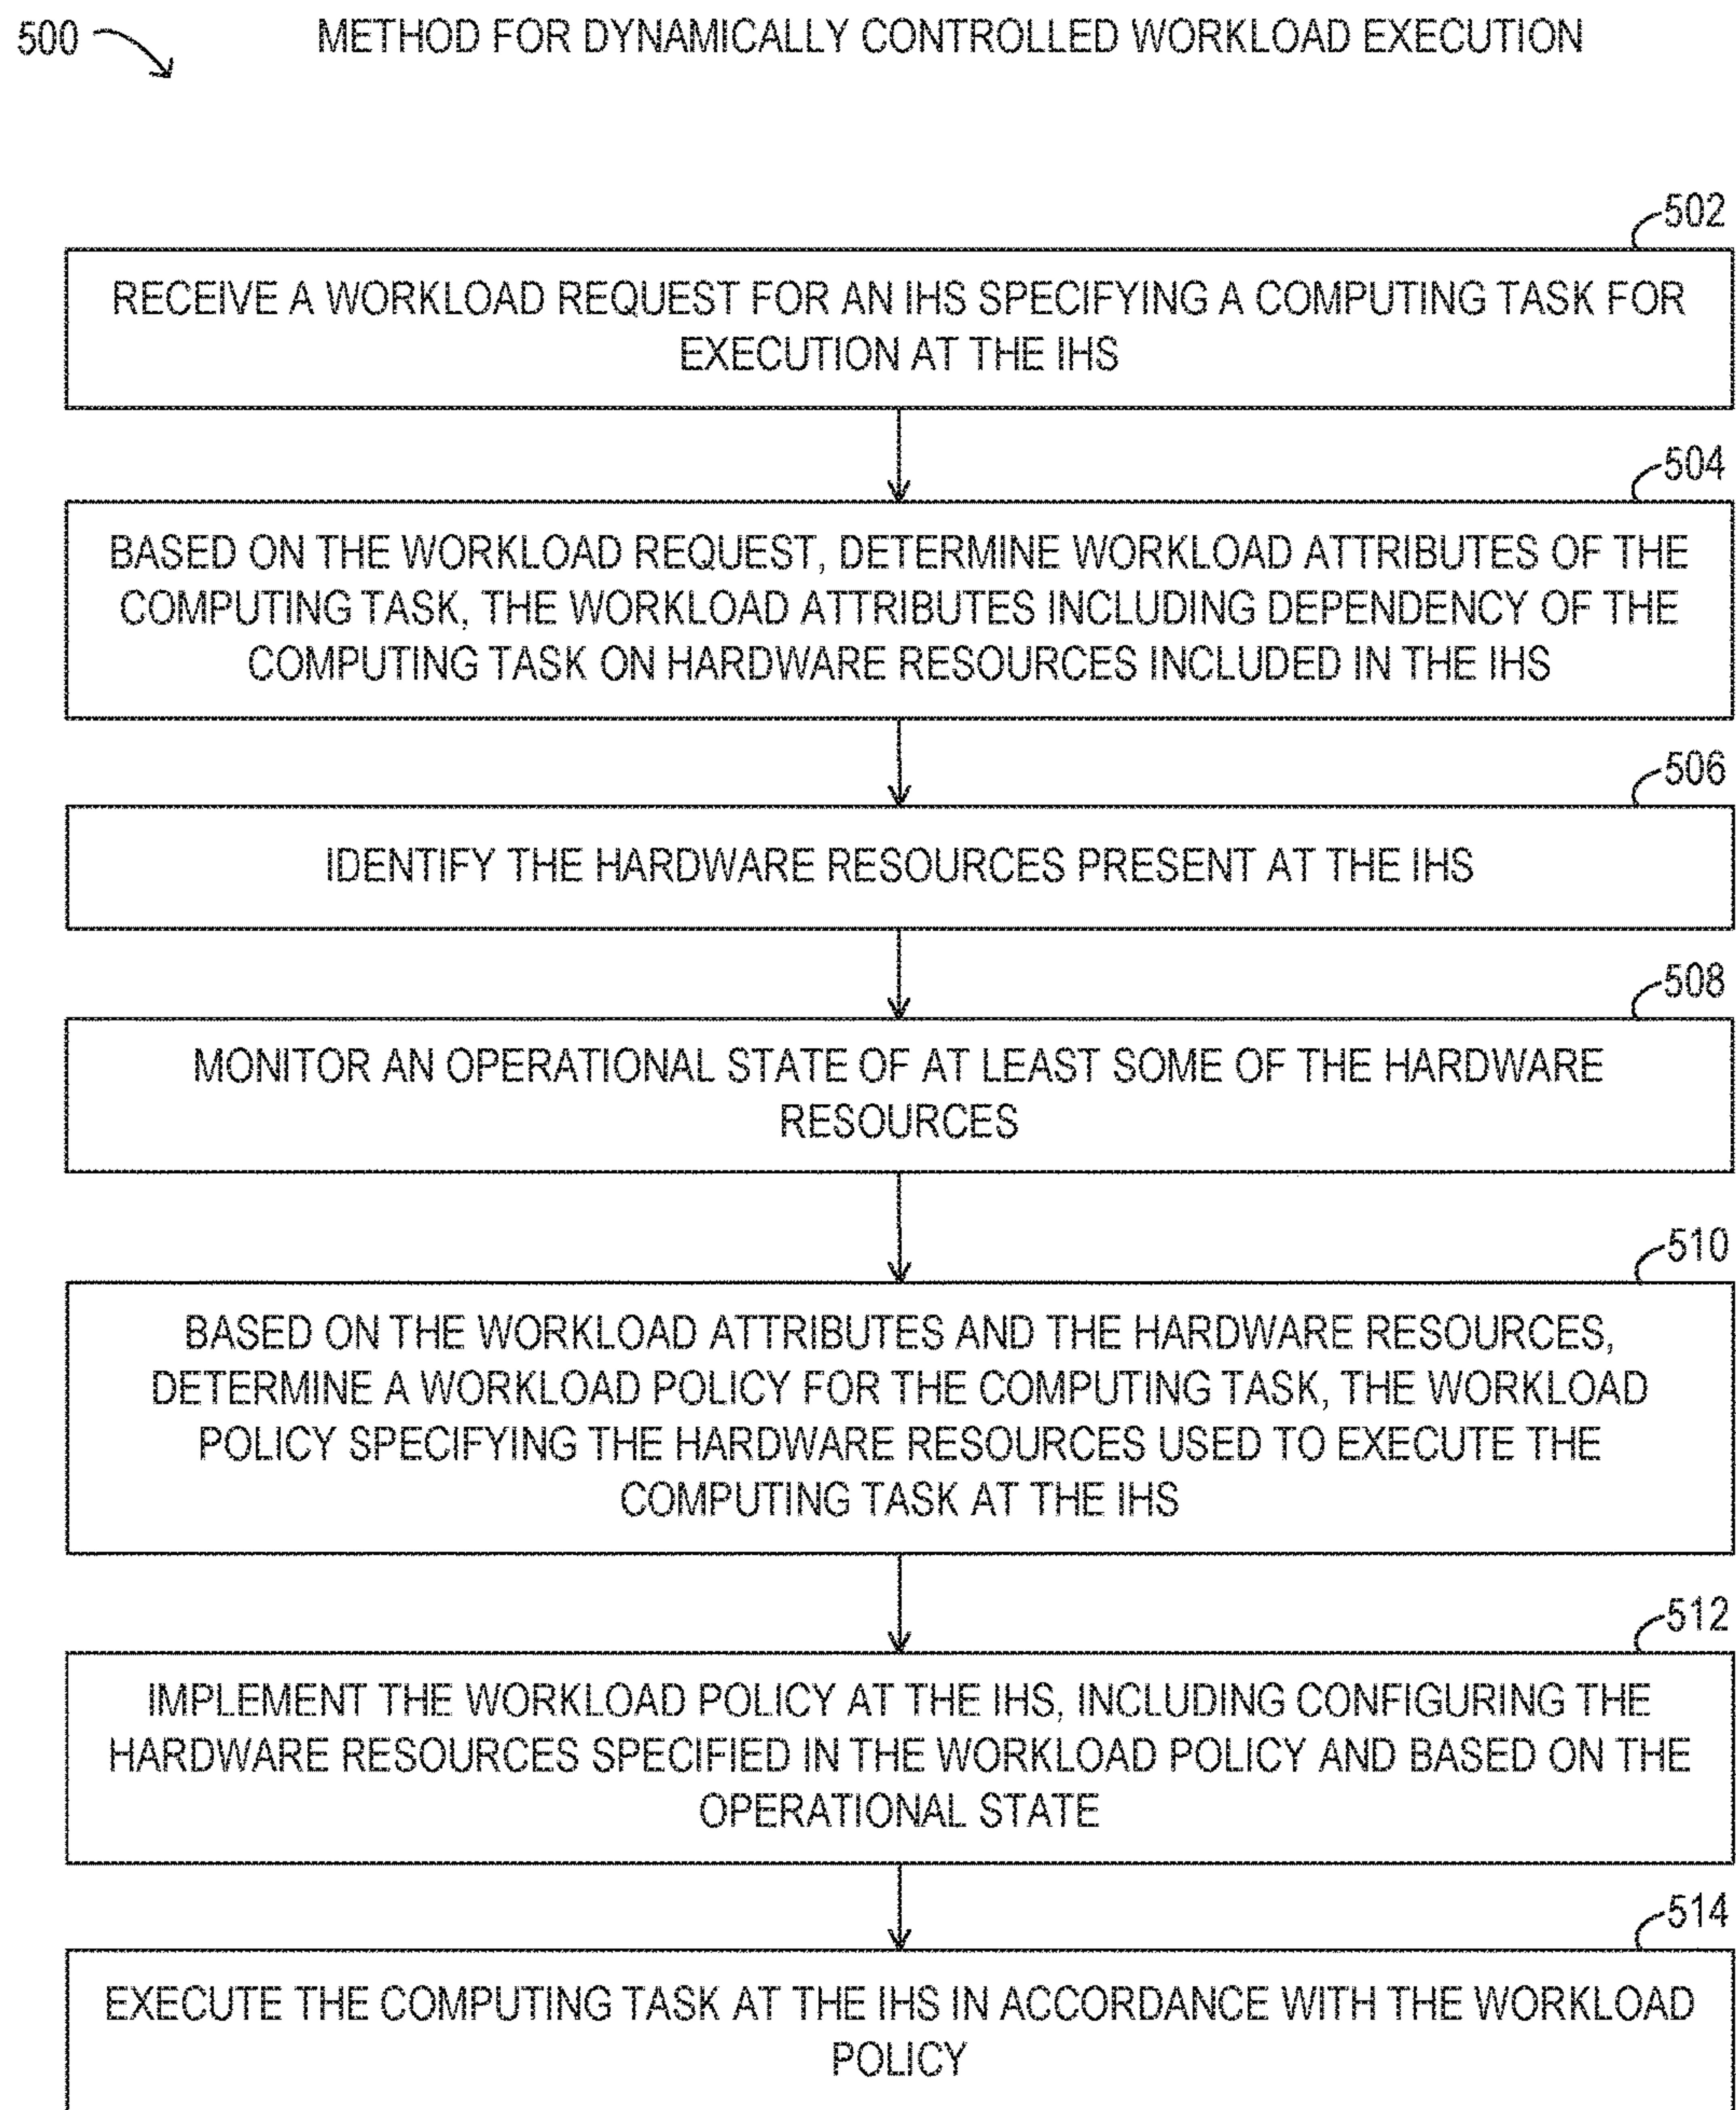 500
METHOD FOR DYNAMICALLY CONTROLLED WORKLOAD EXECUTION
502
RECEIVE A WORKLOAD REQUEST FOR AN IHS SPECIFYING A COMPUTING TASK FOR
EXECUTION AT THE IHS
504
BASED ON THE WORKLOAD REQUEST, DETERMINE WORKLOAD ATTRIBUTES OF THE
COMPUTING TASK, THE WORKLOAD ATTRIBUTES INCLUDING DEPENDENCY OF THE
COMPUTING TASK ON HARDWARE RESOURCES INCLUDED IN THE IHS
506
IDENTIFY THE HARDWARE RESOURCES PRESENT AT THE IHS
508
MONITOR AN OPERATIONAL STATE OF AT LEAST SOME OF THE HARDWARE
RESOURCES
510
BASED ON THE WORKLOAD ATTRIBUTES AND THE HARDWARE RESOURCES,
DETERMINE A WORKLOAD POLICY FOR THE COMPUTING TASK, THE WORKLOAD
POLICY SPECIFYING THE HARDWARE RESOURCES USED TO EXECUTE THE
COMPUTING TASK AT THE IHS
512
IMPLEMENT THE WORKLOAD POLICY AT THE IHS, INCLUDING CONFIGURING THE
HARDWARE RESOURCES SPECIFIED IN THE WORKLOAD POLICY AND BASED ON THE
OPERATIONAL STATE
514
EXECUTE THE COMPUTING TASK AT THE IHS IN ACCORDANCE WITH THE WORKLOAD
POLICY